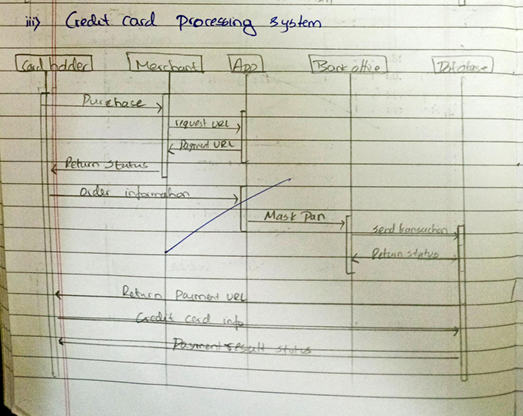 iii) Credit card processing system
Card holder Merchant App Bank office Database
Purchase
request URL
Payment URL
Return Status
Order information
Mask Pan
send transaction
Return status
Return Payment URL
Credit card info
Payment result status